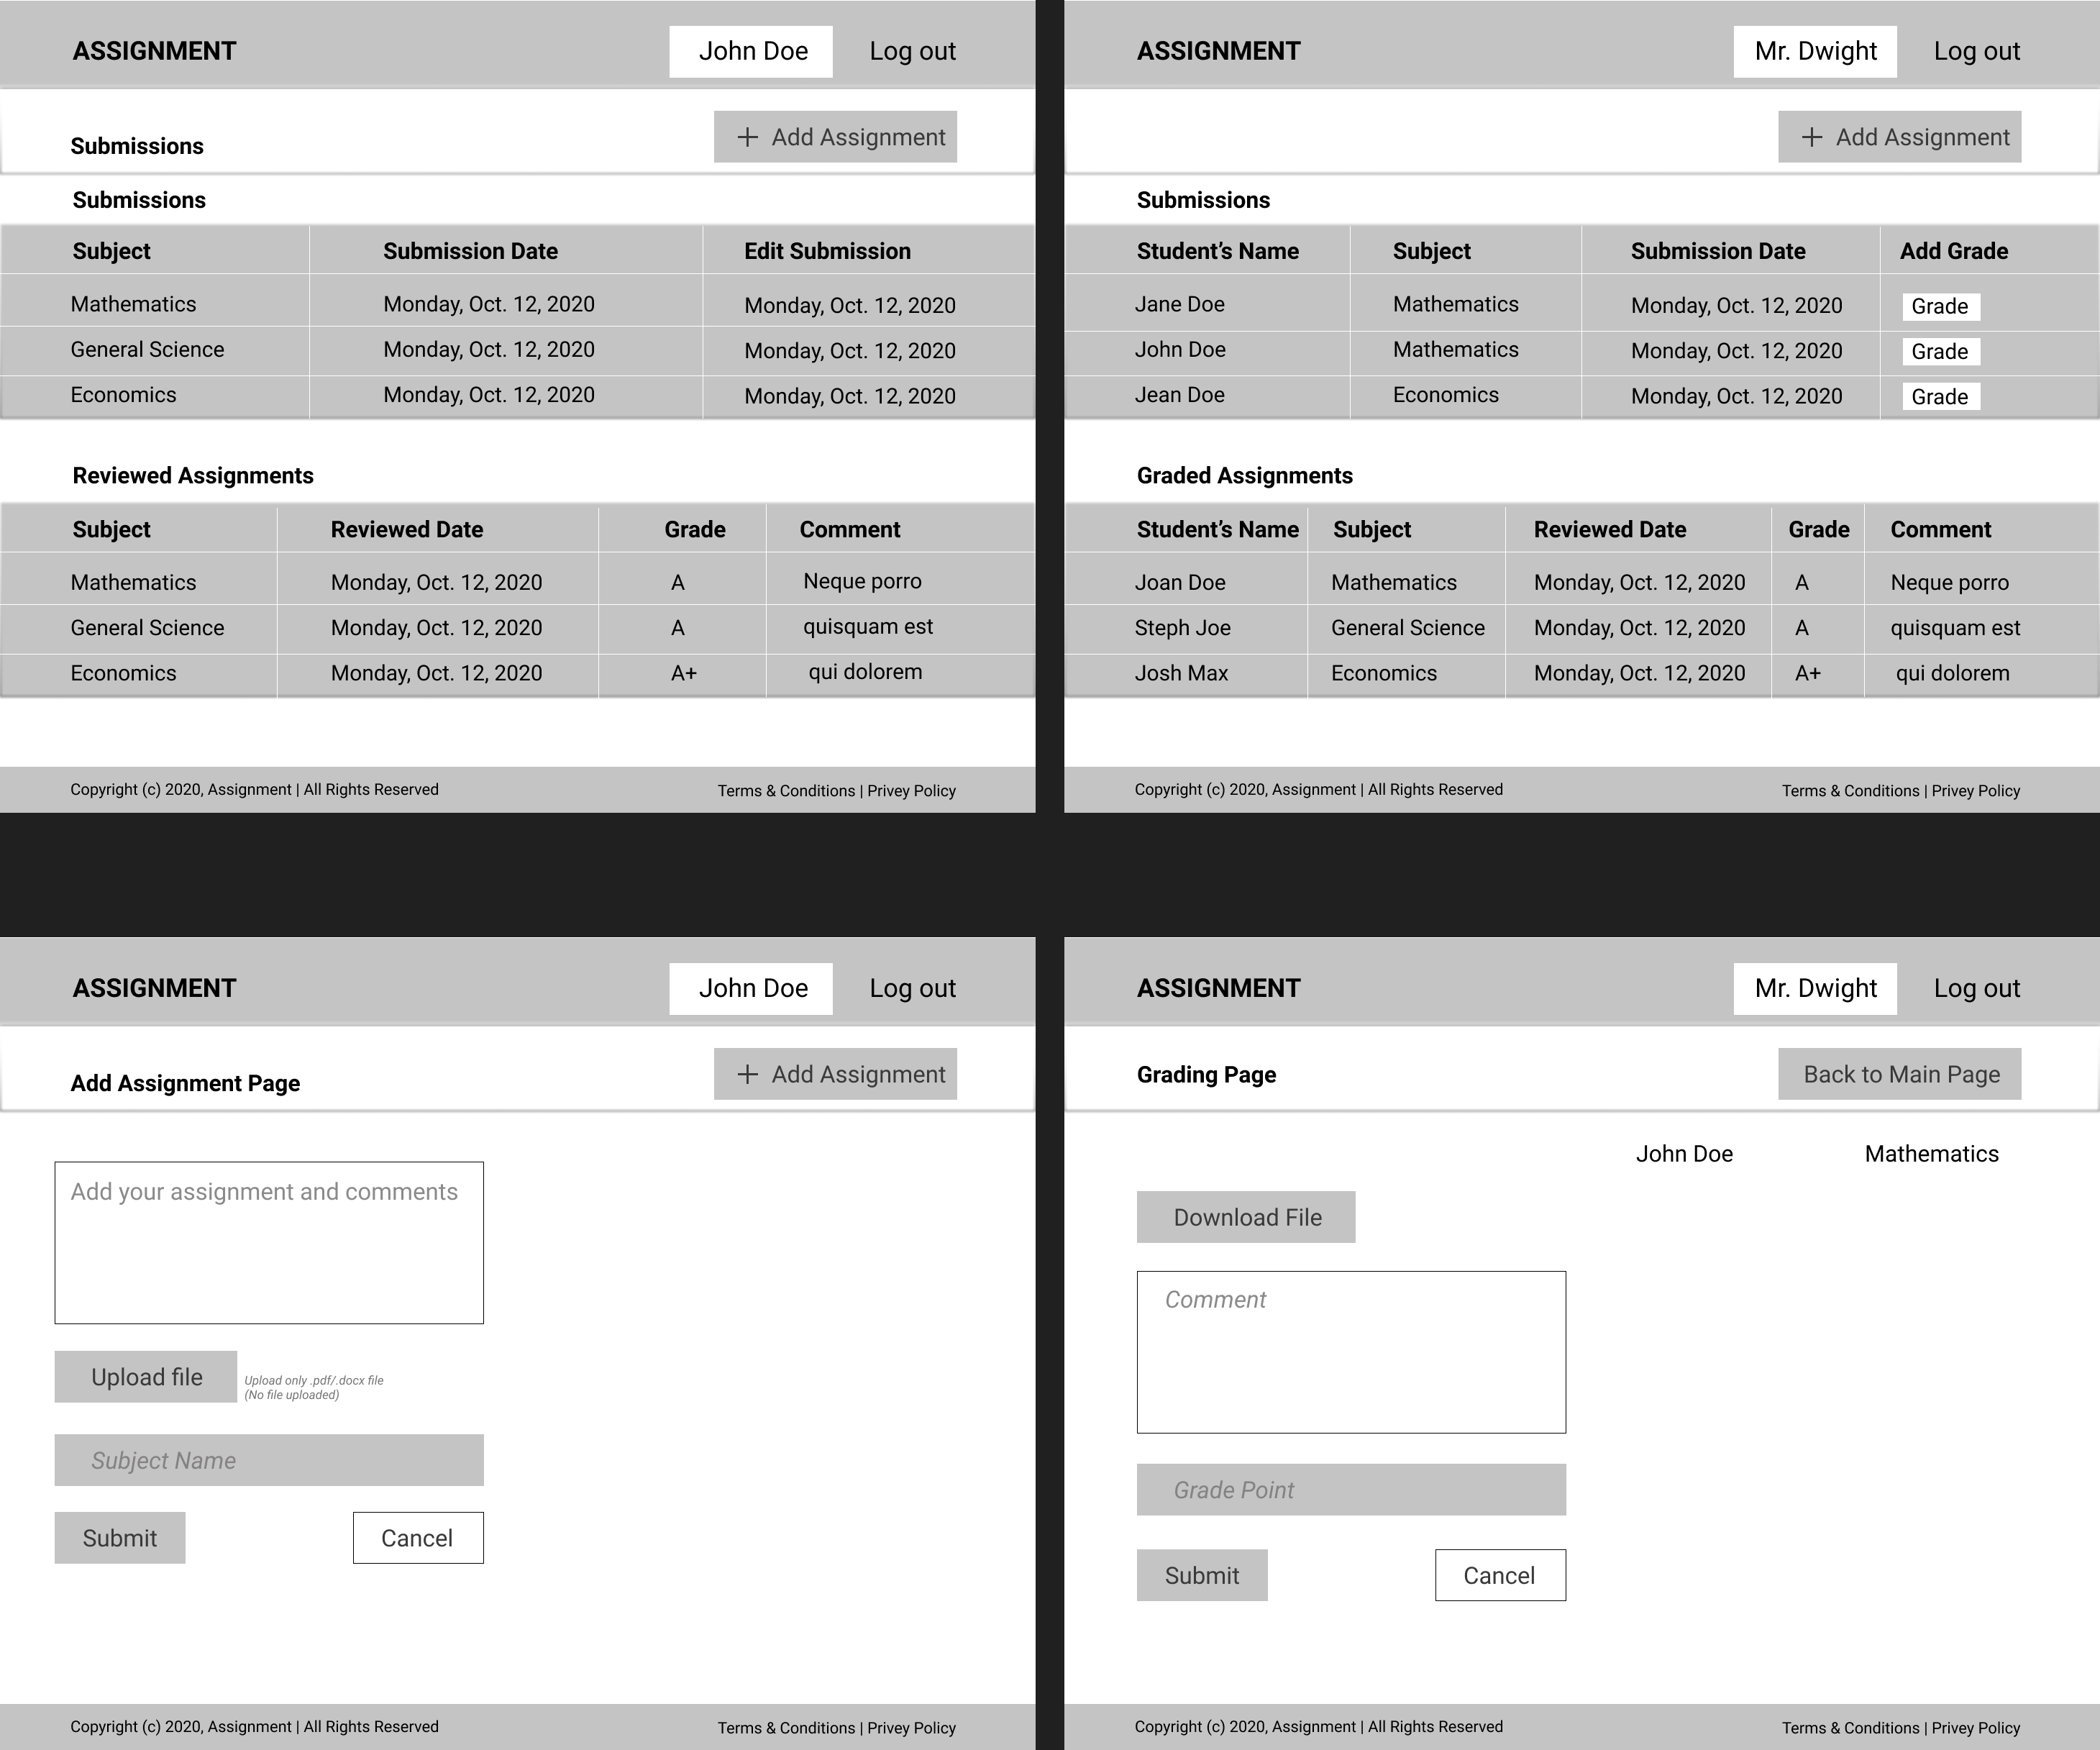 ASSIGNMENT John Doe Log out
Submissions + Add Assignment
Submissions
Subject Submission Date Edit Submission
Mathematics Monday, Oct. 12, 2020 Monday, Oct. 12, 2020
General Science Monday, Oct. 12, 2020 Monday, Oct. 12, 2020
Economics Monday, Oct. 12, 2020 Monday, Oct. 12, 2020
Reviewed Assignments
Subject Reviewed Date Grade Comment
Mathematics Monday, Oct. 12, 2020 A Neque porro
General Science Monday, Oct. 12, 2020 A quisquam est
Economics Monday, Oct. 12, 2020 A+ qui dolorem
Copyright (c) 2020, Assignment | All Rights Reserved Terms & Conditions | Privey Policy
ASSIGNMENT Mr. Dwight Log out
+ Add Assignment
Submissions
Student’s Name Subject Submission Date Add Grade
Jane Doe Mathematics Monday, Oct. 12, 2020 Grade
John Doe Mathematics Monday, Oct. 12, 2020 Grade
Jean Doe Economics Monday, Oct. 12, 2020 Grade
Graded Assignments
Student’s Name Subject Reviewed Date Grade Comment
Joan Doe Mathematics Monday, Oct. 12, 2020 A Neque porro
Steph Joe General Science Monday, Oct. 12, 2020 A quisquam est
Josh Max Economics Monday, Oct. 12, 2020 A+ qui dolorem
Copyright (c) 2020, Assignment | All Rights Reserved Terms & Conditions | Privey Policy
ASSIGNMENT John Doe Log out
Add Assignment Page + Add Assignment
Add your assignment and comments
Upload file
Upload only .pdf/.docx file
(No file uploaded)
Subject Name
Submit Cancel
Copyright (c) 2020, Assignment | All Rights Reserved Terms & Conditions | Privey Policy
ASSIGNMENT Mr. Dwight Log out
Grading Page Back to Main Page
John Doe Mathematics
Download File
Comment
Grade Point
Submit Cancel
Copyright (c) 2020, Assignment | All Rights Reserved Terms & Conditions | Privey Policy